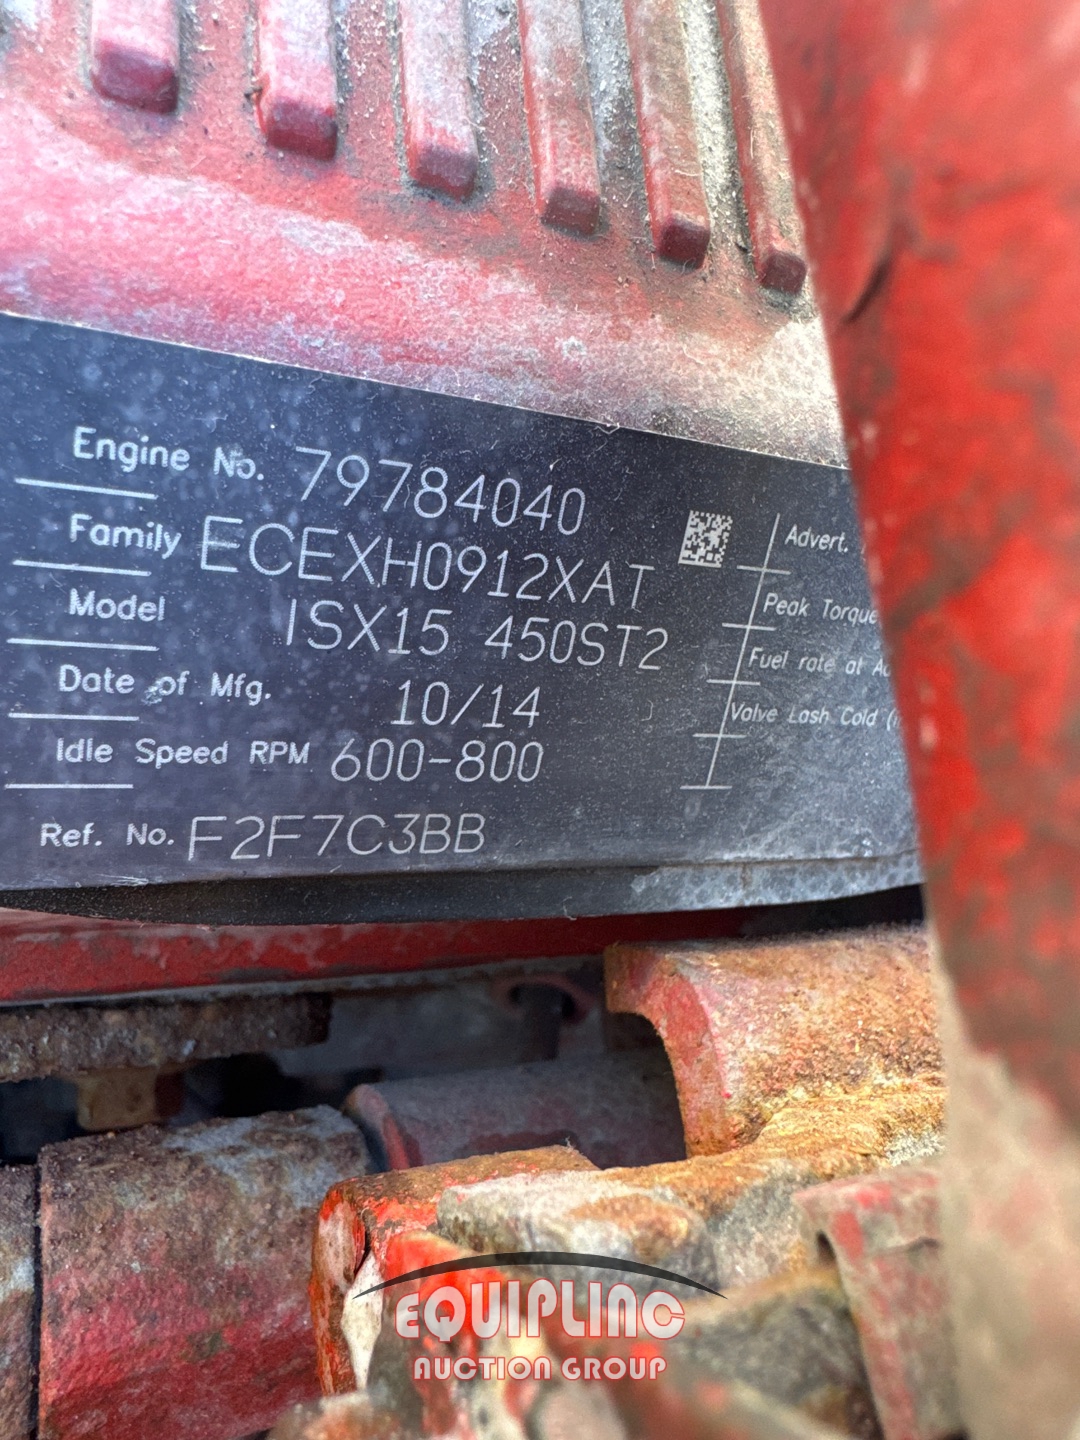 Engine No. 79784040
Family ECEXH0912XAT
Model ISX15 450ST2
Date of Mfg. 10/14
Idle Speed RPM 600-800
Ref. No. F2F7C3BB
Advert.
Peak Torque
Fuel rate at
Valve Lash Cold
EQUIPLINC
AUCTION GROUP